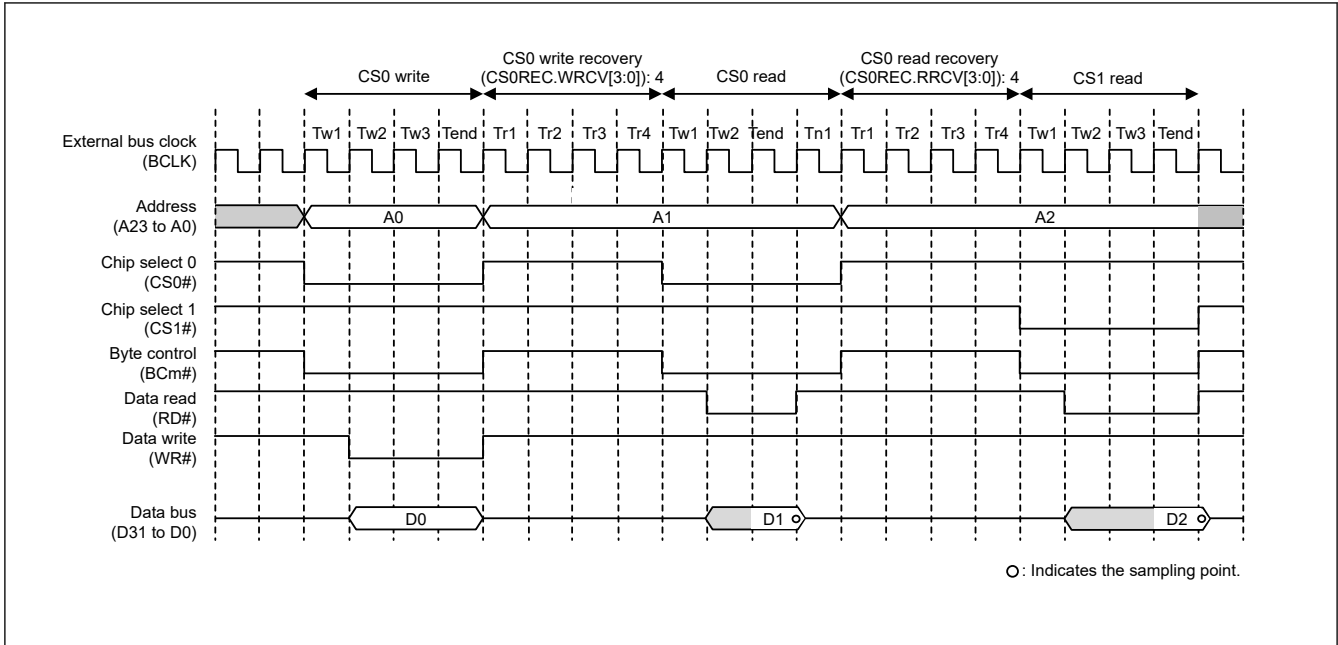 CS0 write
CS0 write recovery
(CS0REC.WRCV[3:0]): 4
CS0 read
CS0 read recovery
(CS0REC.RRCV[3:0]): 4
CS1 read
Tw1 Tw2 Tw3 Tend Tr1 Tr2 Tr3 Tr4 Tw1 Tw2 Tend Tn1 Tr1 Tr2 Tr3 Tr4 Tw1 Tw2 Tw3 Tend
External bus clock
(BCLK)
Address
(A23 to A0)
A0 A1 A2
Chip select 0
(CS0#)
Chip select 1
(CS1#)
Byte control
(BCm#)
Data read
(RD#)
Data write
(WR#)
Data bus
(D31 to D0)
D0 D1 D2
: Indicates the sampling point.